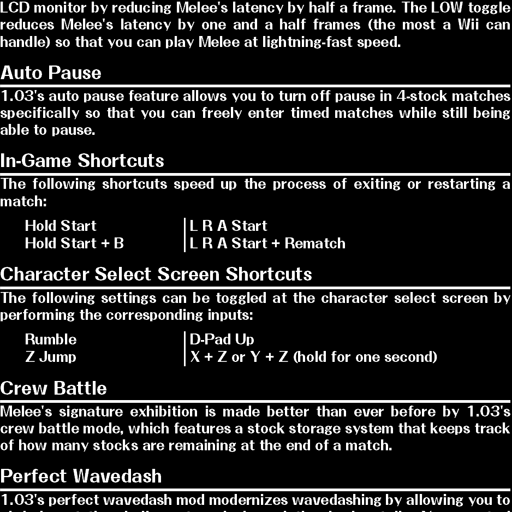 LCD monitor by reducing Melee's latency by half a frame. The LOW toggle
reduces Melee's latency by one and a half frames (the most a Wii can
handle) so that you can play Melee at lightning-fast speed.
Auto Pause
1.03's auto pause feature allows you to turn off pause in 4-stock matches
specifically so that you can freely enter timed matches while still being
able to pause.
In-Game Shortcuts
The following shortcuts speed up the process of exiting or restarting a
match:
Hold Start L R A Start
Hold Start + B L R A Start + Rematch
Character Select Screen Shortcuts
The following settings can be toggled at the character select screen by
performing the corresponding inputs:
Rumble D-Pad Up
Z Jump X + Z or Y + Z (hold for one second)
Crew Battle
Melee's signature exhibition is made better than ever before by 1.03's
crew battle mode, which features a stock storage system that keeps track
of how many stocks are remaining at the end of a match.
Perfect Wavedash
1.03's perfect wavedash mod modernizes wavedashing by allowing you to